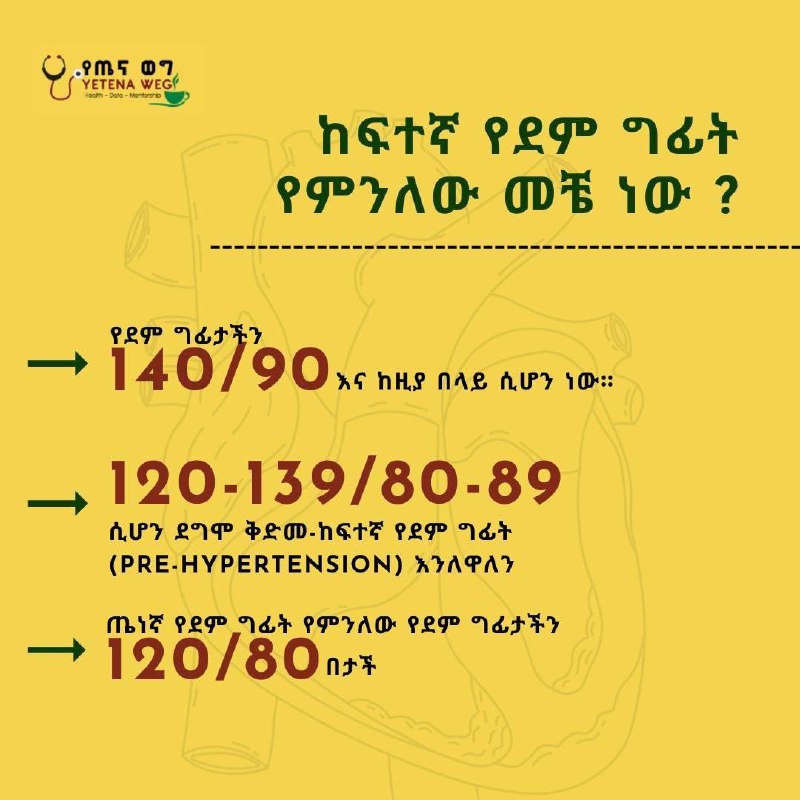 የጤና ወግ
YETENA WEG
Health - Data - Mentorship
ከፍተኛ የደም ግፊት
የምንለው መቼ ነው ?
የደም ግፊታችን
140/90 እና ከዚያ በላይ ሲሆን ነው።
120-139/80-89
ሲሆን ደግሞ ቅድመ-ከፍተኛ የደም ግፊት
(PRE-HYPERTENSION) እንለዋለን
ጤነኛ የደም ግፊት የምንለው የደም ግፊታችን
120/80 በታች